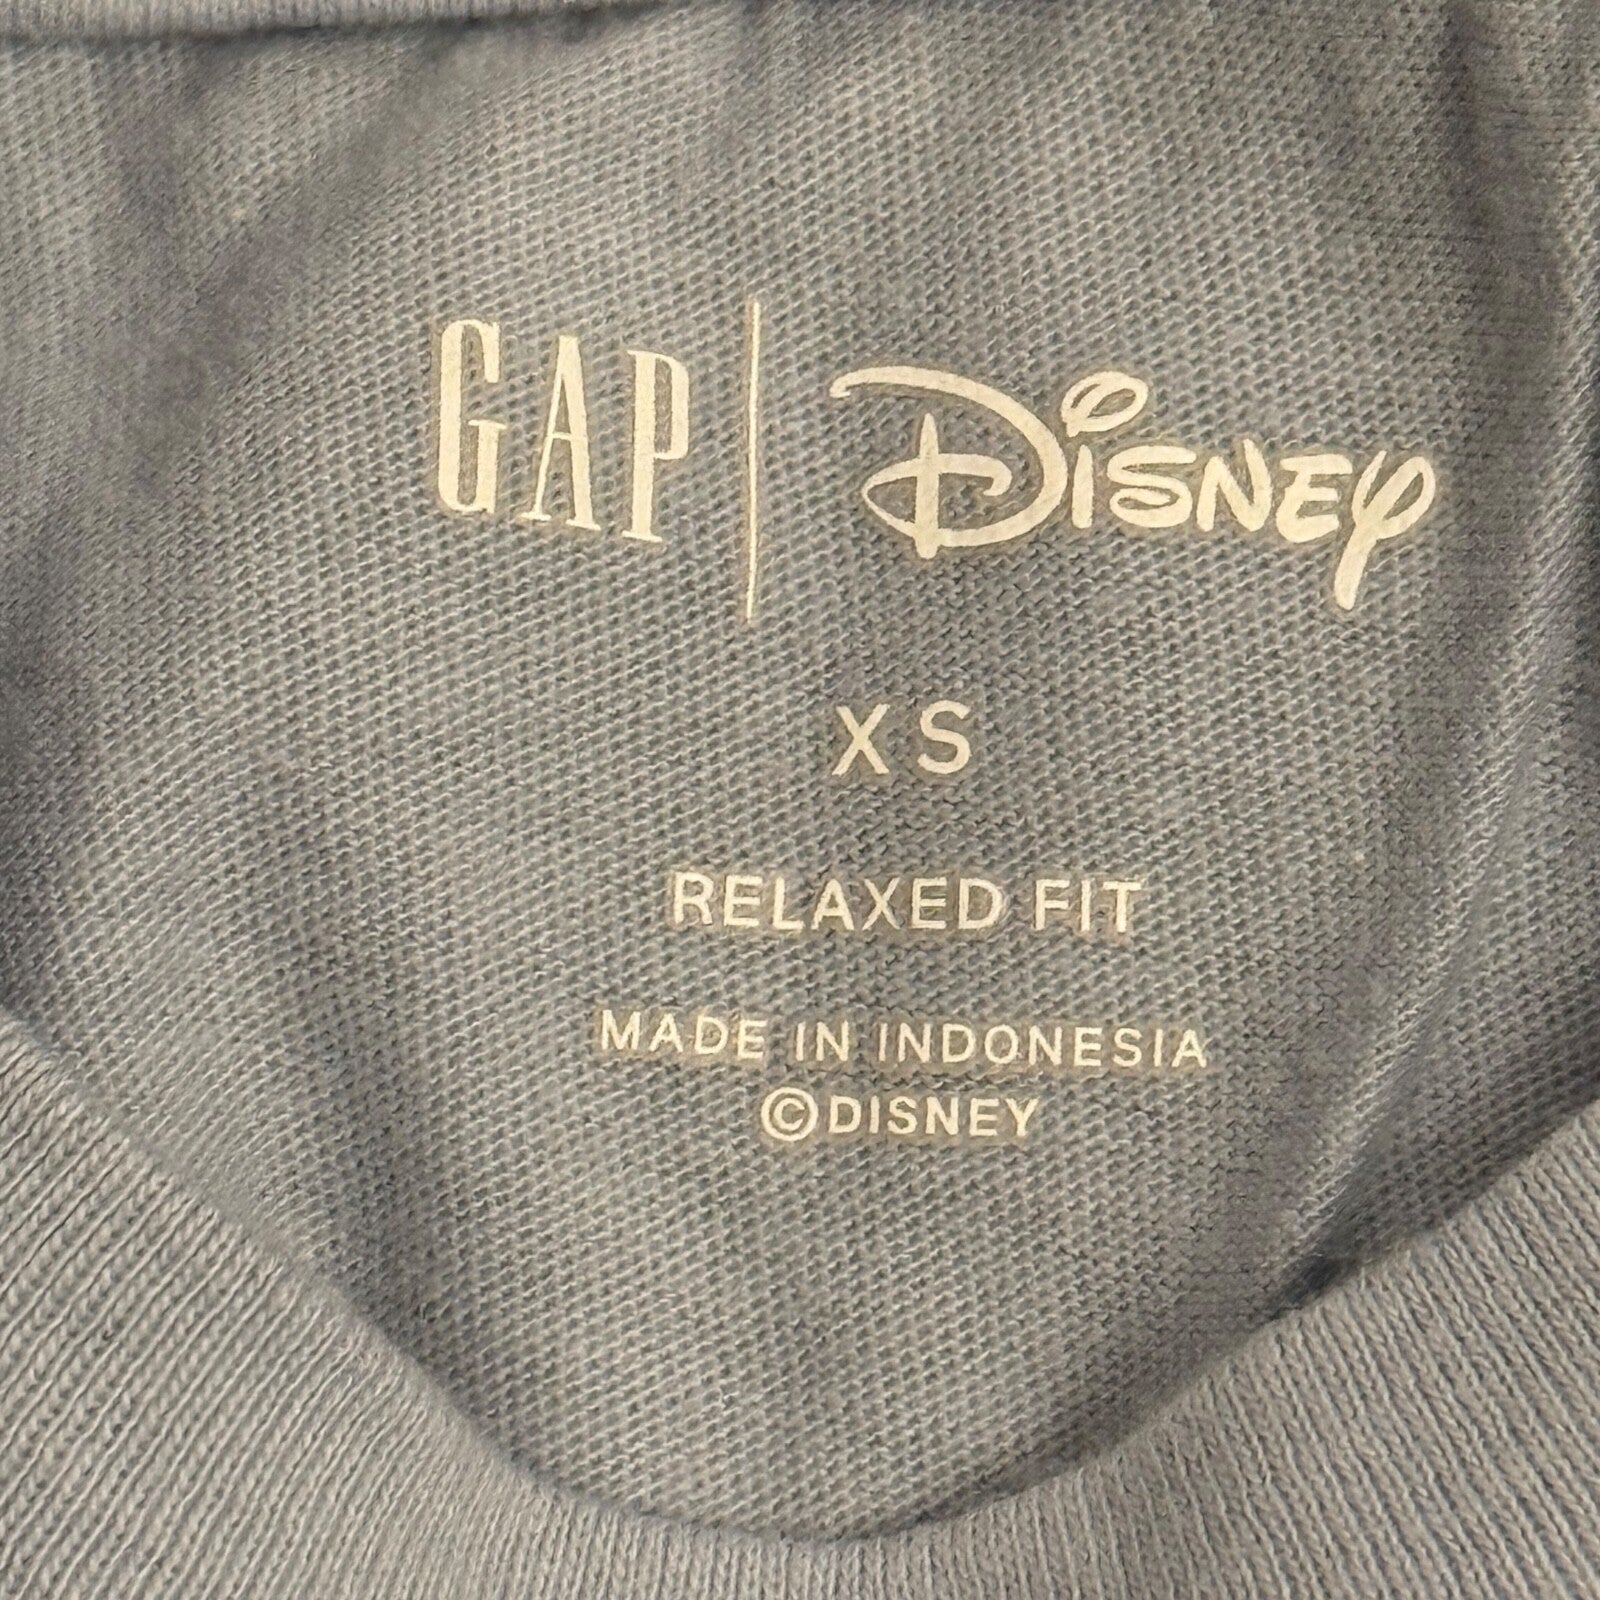 GAP | Disney
XS
RELAXED FIT
MADE IN INDONESIA
©DISNEY